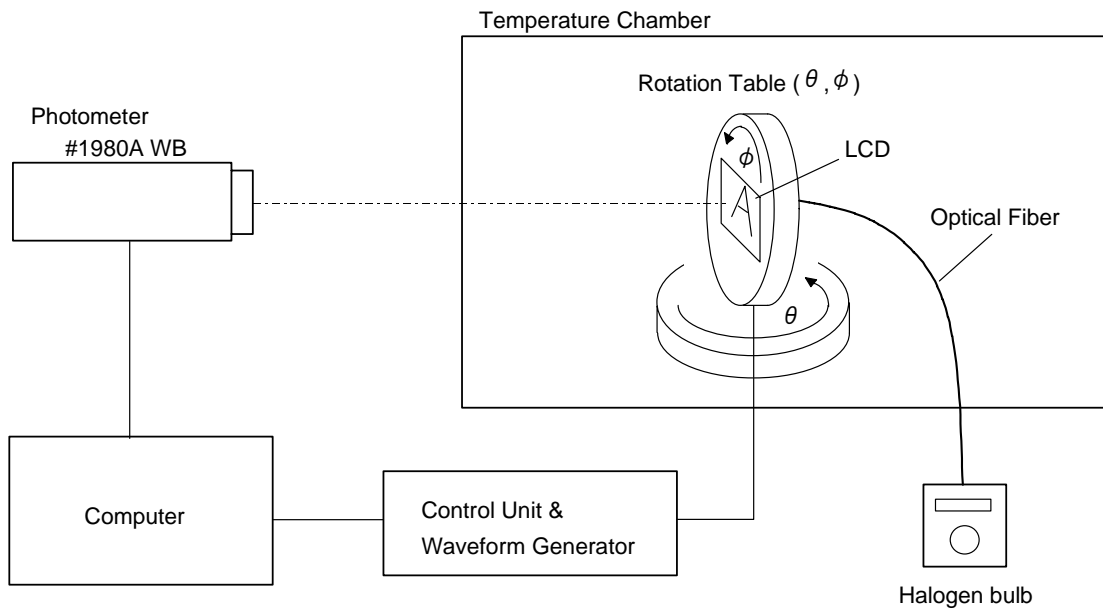 Temperature Chamber
Rotation Table (θ,φ)
Photometer
#1980A WB
φ
LCD
A
Optical Fiber
θ
Computer
Control Unit &
Waveform Generator
Halogen bulb